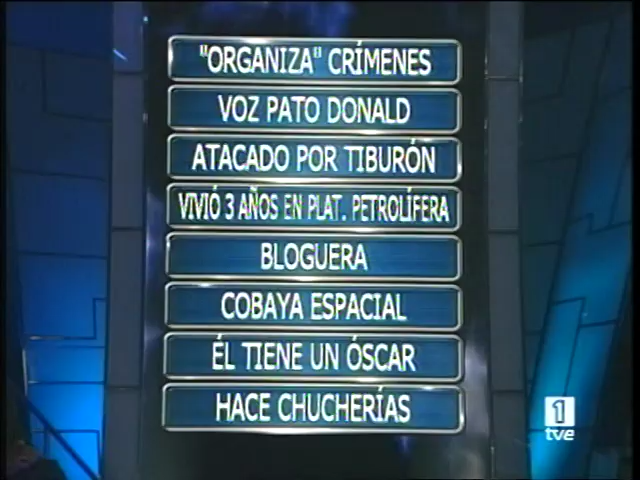 "ORGANIZA" CRÍMENES
VOZ PATO DONALD
ATACADO POR TIBURÓN
VIVIÓ 3 AÑOS EN PLAT. PETROLÍFERA
BLOGUERA
COBAYA ESPACIAL
ÉL TIENE UN ÓSCAR
HACE CHUCHERÍAS
1
tve